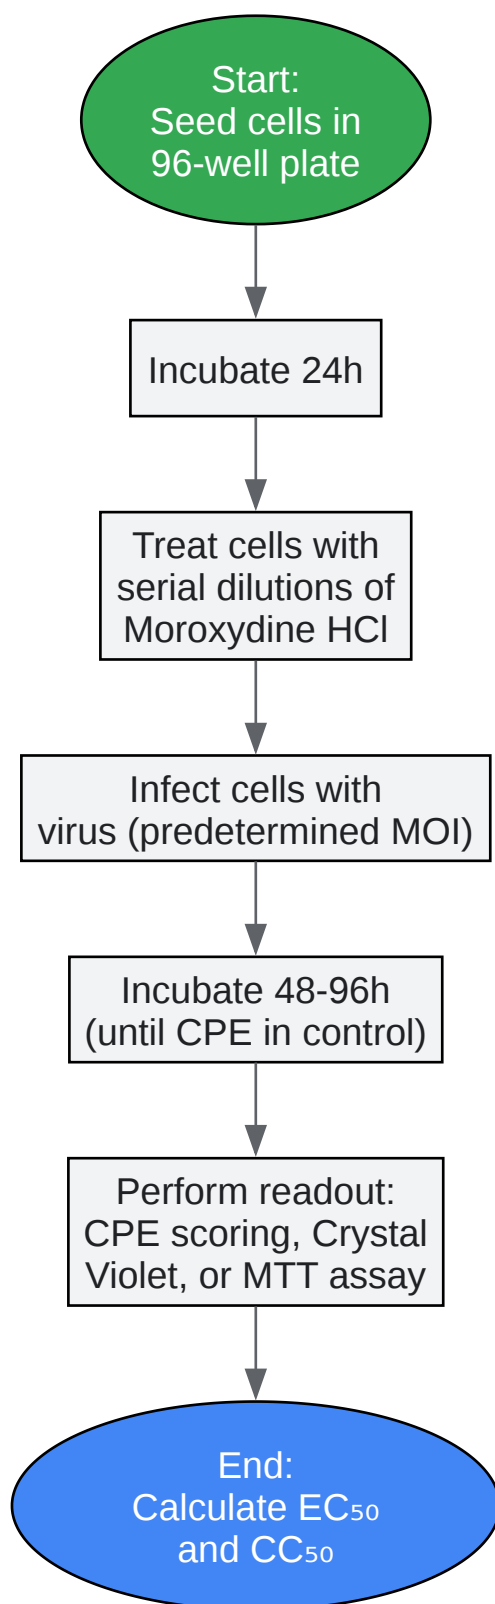 Start:
Seed cells in
96-well plate
Incubate 24h
Treat cells with
serial dilutions of
Moroxydine HCl
Infect cells with
virus (predetermined MOI)
Incubate 48-96h
(until CPE in control)
Perform readout:
CPE scoring, Crystal
Violet, or MTT assay
End:
Calculate EC₅₀
and CC₅₀